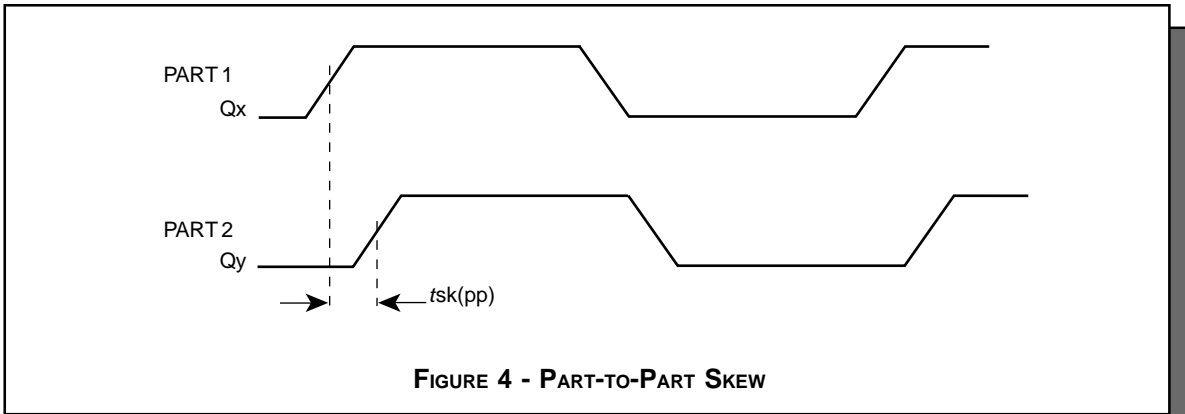 PART 1
Qx
PART 2
Qy
tsk(pp)
FIGURE 4 - PART-TO-PART SKEW